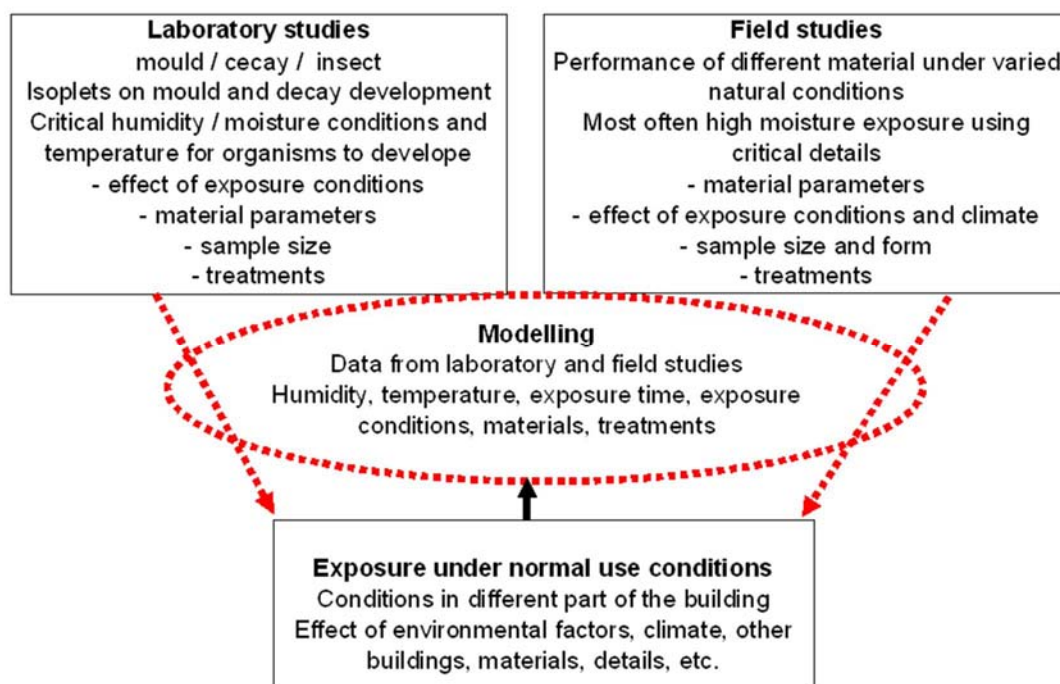 Laboratory studies
mould / cecay / insect
Isoplets on mould and decay development
Critical humidity / moisture conditions and
temperature for organisms to develope
- effect of exposure conditions
- material parameters
- sample size
- treatments
Field studies
Performance of different material under varied
natural conditions
Most often high moisture exposure using
critical details
- material parameters
- effect of exposure conditions and climate
- sample size and form
- treatments
Modelling
Data from laboratory and field studies
Humidity, temperature, exposure time, exposure
conditions, materials, treatments
Exposure under normal use conditions
Conditions in different part of the building
Effect of environmental factors, climate, other
buildings, materials, details, etc.